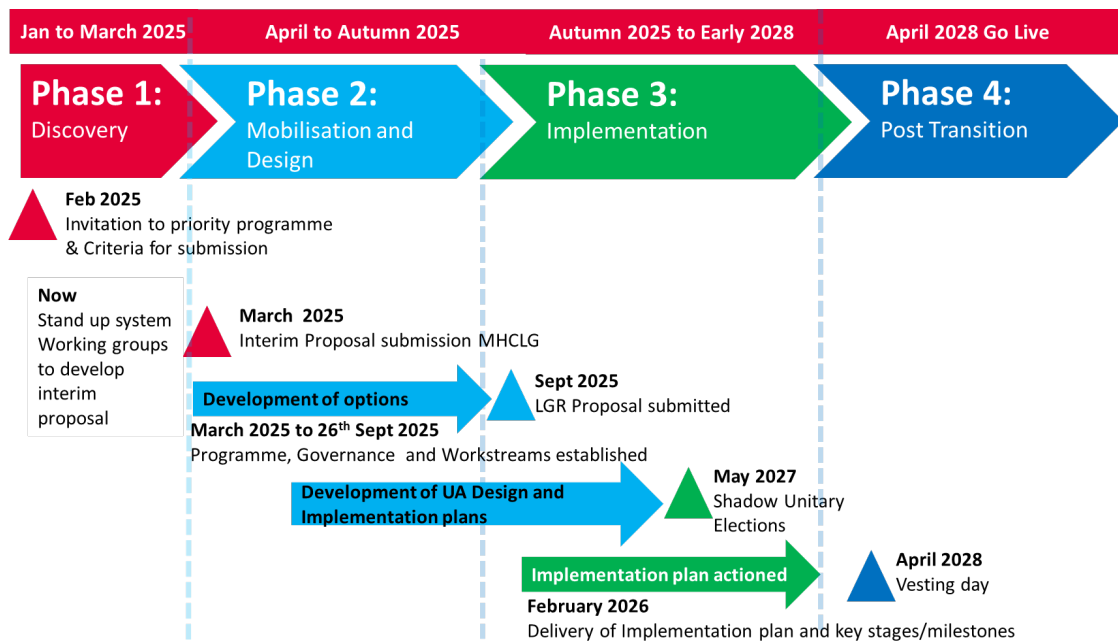 Jan to March 2025
April to Autumn 2025
Autumn 2025 to Early 2028
April 2028 Go Live
Phase 1:
Discovery
Phase 2:
Mobilisation and
Design
Phase 3:
Implementation
Phase 4:
Post Transition
Feb 2025
Invitation to priority programme
& Criteria for submission
Now
Stand up system
Working groups
to develop
interim
proposal
March 2025
Interim Proposal submission MHCLG
Development of options
Sept 2025
LGR Proposal submitted
March 2025 to 26th Sept 2025
Programme, Governance and Workstreams established
Development of UA Design and
Implementation plans
May 2027
Shadow Unitary
Elections
Implementation plan actioned
April 2028
Vesting day
February 2026
Delivery of Implementation plan and key stages/milestones